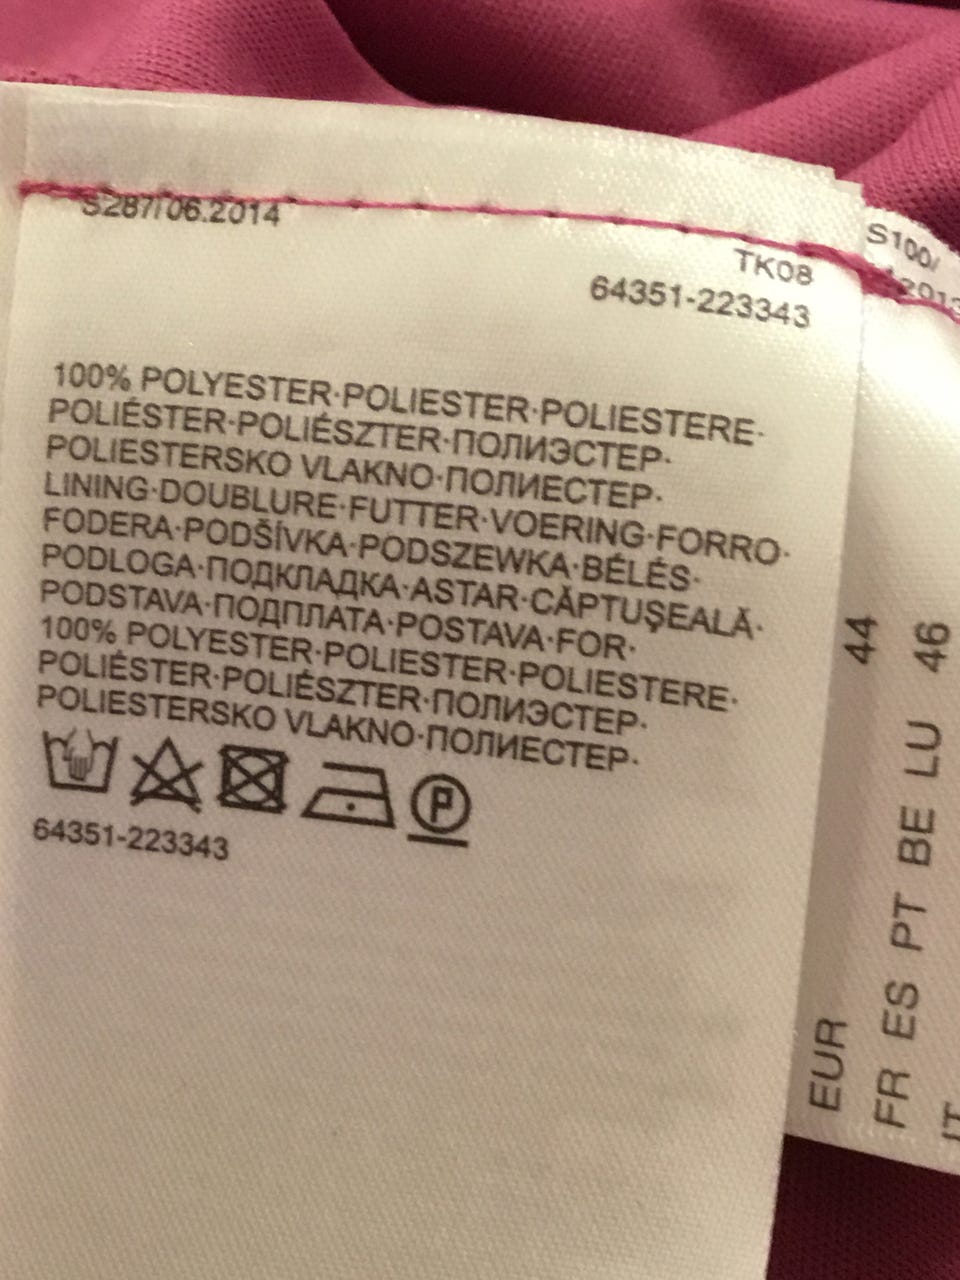 S287/06.2014
TK08
64351-223343
100% POLYESTER·POLIESTER·POLIESTERE·
POLIÉSTER·POLIÉSZTER·ПОЛИЭСТЕР·
POLIESTERSKO VLAKNO·ПОЛИЕСТЕР·
LINING·DOUBLURE·FUTTER·VOERING·FORRO·
FODERA·PODŠÍVKA·PODSZEWKA·BÉLÉS·
PODLOGA·ПОДКЛАДКА·ASTAR·CĂPTUŞEALĂ·
PODSTAVA·ПОДПЛАТА·POSTAVA·FOR·
100% POLYESTER·POLIESTER·POLIESTERE·
POLIÉSTER·POLIÉSZTER·ПОЛИЭСТЕР·
POLIESTERSKO VLAKNO·ПОЛИЕСТЕР·
P
64351-223343
S100/
EUR 44
FR ES PT BE LU 46
IT